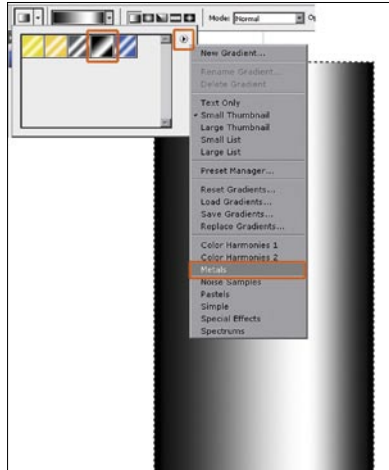 Mode: Normal
New Gradient...
Rename Gradient...
Delete Gradient
Text Only
Small Thumbnail
Large Thumbnail
Small List
Large List
Preset Manager...
Reset Gradients...
Load Gradients...
Save Gradients...
Replace Gradients...
Color Harmonies 1
Color Harmonies 2
Metals
Noise Samples
Pastels
Simple
Special Effects
Spectrums